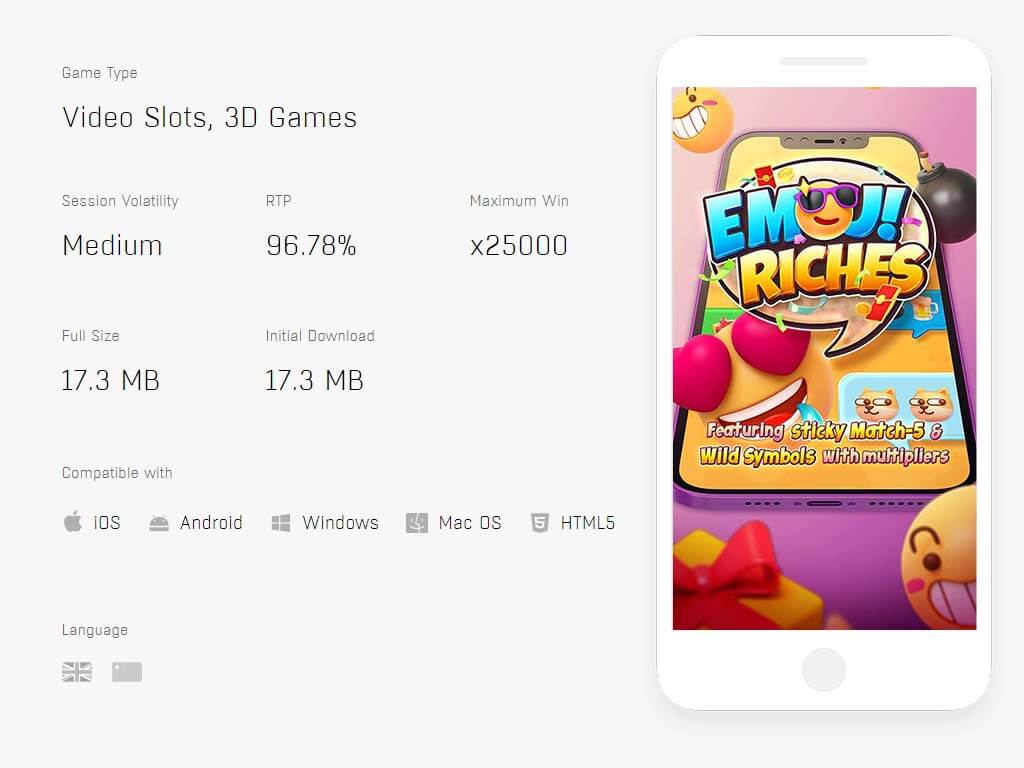 Game Type
Video Slots, 3D Games
Session Volatility
RTP
Maximum Win
Medium
96.78%
x25000
Full Size
Initial Download
17.3 MB
17.3 MB
Compatible with
iOS
Android
Windows
Mac OS
HTML5
Language
EMOJI!
RICHES
Featuring Sticky Match-5 &
Wild Symbols with multipliers